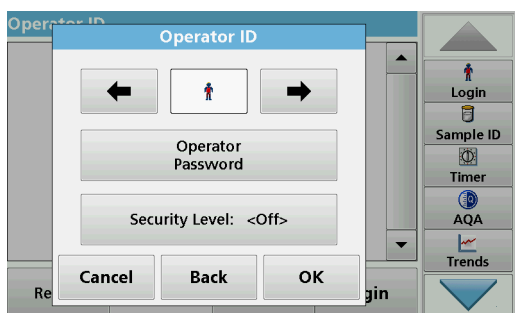 Operator ID
Operator ID
Operator
Password
Security Level: <Off>
Cancel
Back
OK
Login
Sample ID
Timer
AQA
Trends